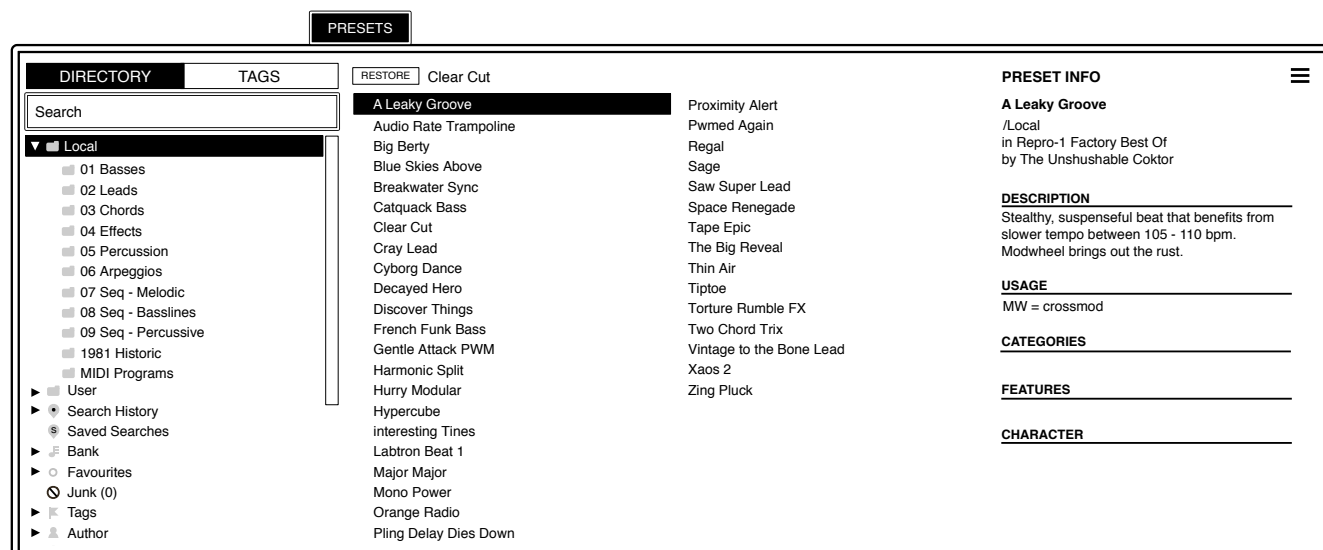 PRESETS
DIRECTORY
TAGS
Search
Local
01 Basses
02 Leads
03 Chords
04 Effects
05 Percussion
06 Arpeggios
07 Seq - Melodic
08 Seq - Basslines
09 Seq - Percussive
1981 Historic
MIDI Programs
User
Search History
S Saved Searches
Bank
Favourites
Junk (0)
Tags
Author
RESTORE Clear Cut
A Leaky Groove
Audio Rate Trampoline
Big Berty
Blue Skies Above
Breakwater Sync
Catquack Bass
Clear Cut
Cray Lead
Cyborg Dance
Decayed Hero
Discover Things
French Funk Bass
Gentle Attack PWM
Harmonic Split
Hurry Modular
Hypercube
interesting Tines
Labtron Beat 1
Major Major
Mono Power
Orange Radio
Pling Delay Dies Down
Proximity Alert
Pwmed Again
Regal
Sage
Saw Super Lead
Space Renegade
Tape Epic
The Big Reveal
Thin Air
Tiptoe
Torture Rumble FX
Two Chord Trix
Vintage to the Bone Lead
Xaos 2
Zing Pluck
PRESET INFO
A Leaky Groove
/Local
in Repro-1 Factory Best Of
by The Unshushable Coktor
DESCRIPTION
Stealthy, suspenseful beat that benefits from
slower tempo between 105 - 110 bpm.
Modwheel brings out the rust.
USAGE
MW = crossmod
CATEGORIES
FEATURES
CHARACTER